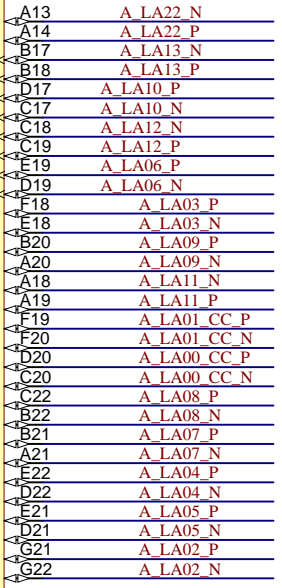 A13 A_LA22_N
A14 A_LA22_P
B17 A_LA13_N
B18 A_LA13_P
D17 A_LA10_P
C17 A_LA10_N
C18 A_LA12_N
C19 A_LA12_P
E19 A_LA06_P
D19 A_LA06_N
F18 A_LA03_P
E18 A_LA03_N
B20 A_LA09_P
A20 A_LA09_N
A18 A_LA11_N
A19 A_LA11_P
F19 A_LA01_CC_P
F20 A_LA01_CC_N
D20 A_LA00_CC_P
C20 A_LA00_CC_N
C22 A_LA08_P
B22 A_LA08_N
B21 A_LA07_P
A21 A_LA07_N
E22 A_LA04_P
D22 A_LA04_N
E21 A_LA05_P
D21 A_LA05_N
G21 A_LA02_P
G22 A_LA02_N